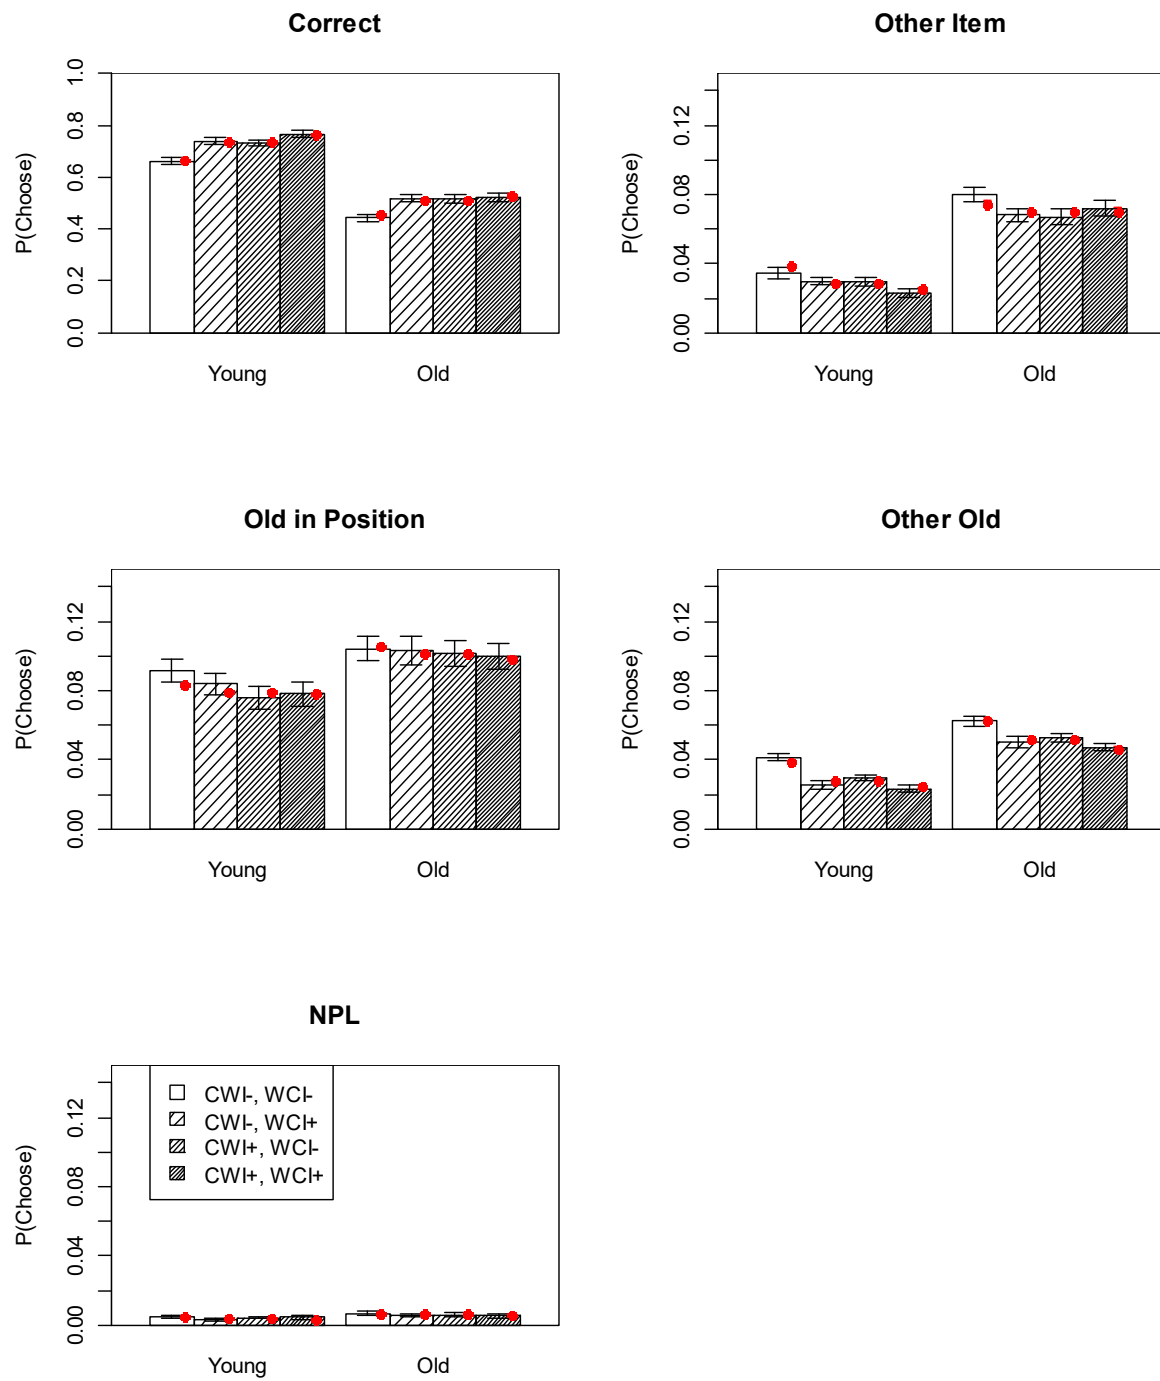 Correct
P(Choose)
1.0
0.8
0.6
0.4
0.2
0.0
Young
Old
Other Item
P(Choose)
0.12
0.08
0.04
0.00
Young
Old
Old in Position
P(Choose)
0.12
0.08
0.04
0.00
Young
Old
Other Old
P(Choose)
0.12
0.08
0.04
0.00
Young
Old
NPL
P(Choose)
0.12
0.08
0.04
0.00
CWI-, WCI-
CWI-, WCI+
CWI+, WCI-
CWI+, WCI+
Young
Old